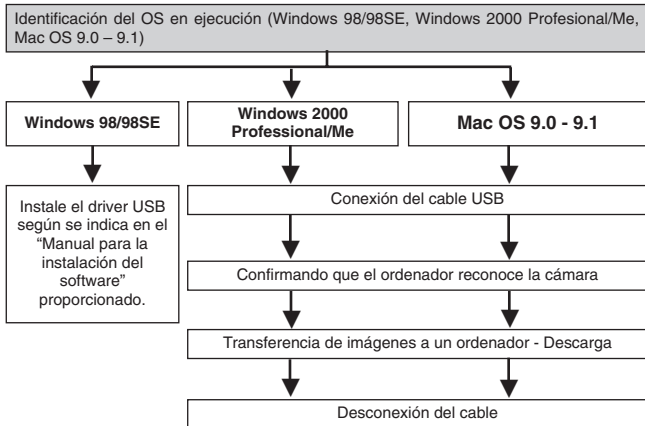 Identificación del OS en ejecución (Windows 98/98SE, Windows 2000 Profesional/Me,
Mac OS 9.0 – 9.1)
Windows 98/98SE
Windows 2000
Professional/Me
Mac OS 9.0 - 9.1
Instale el driver USB
según se indica en el
“Manual para la
instalación del
software”
proporcionado.
Conexión del cable USB
Confirmando que el ordenador reconoce la cámara
Transferencia de imágenes a un ordenador - Descarga
Desconexión del cable